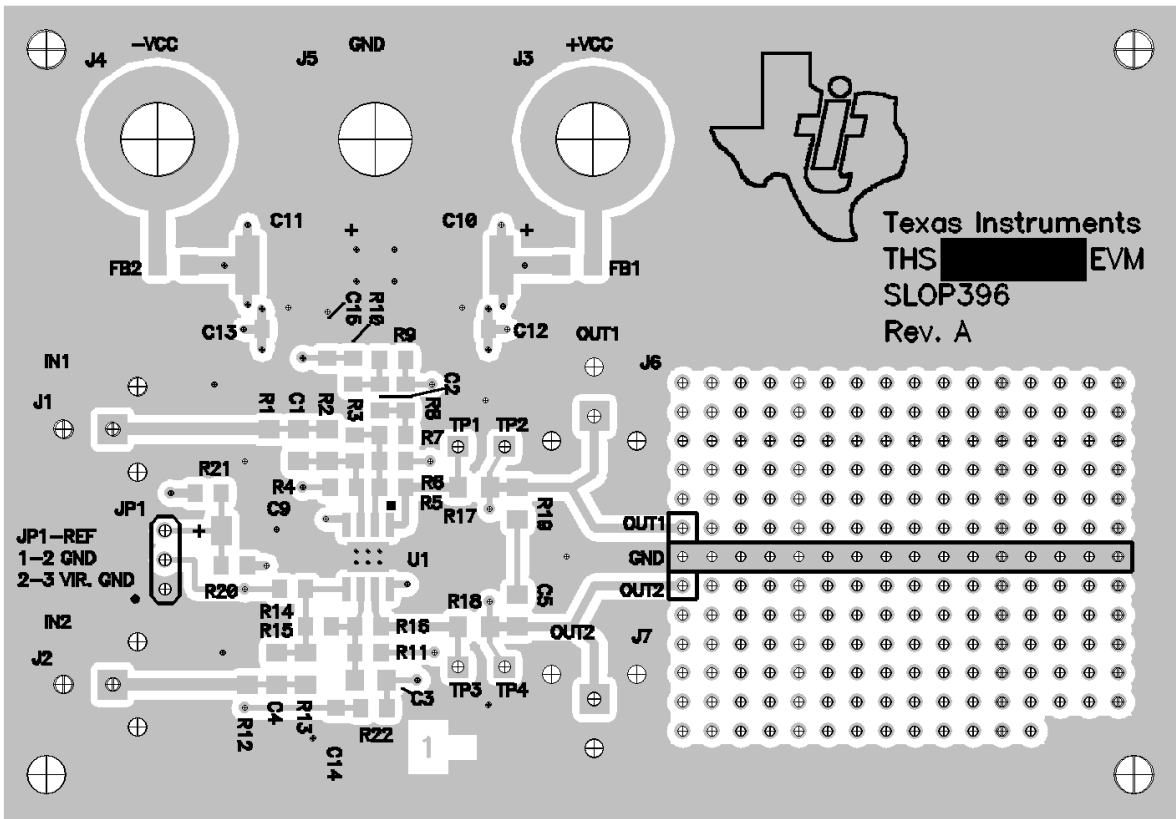 -VCC
GND
+VCC
J4
J5
J3
Texas Instruments
THS EVM
SLOP396
Rev. A
C11
+
C10
+
FB2
FB1
C13
C15
R10
C12
OUT1
IN1
R9
J6
J1
R1
C1
R2
R3
C2
R8
TP1
TP2
R7
R21
R4
R6
R5
R17
R19
JP1
+
C9
OUT1
JP1-REF
1-2 GND
2-3 VIR. GND
U1
GND
R20
OUT2
R14
R18
C5
IN2
R15
R16
OUT2
J7
J2
R11
TP3
TP4
C3
R12
C4
R13
+
C14
R22
1